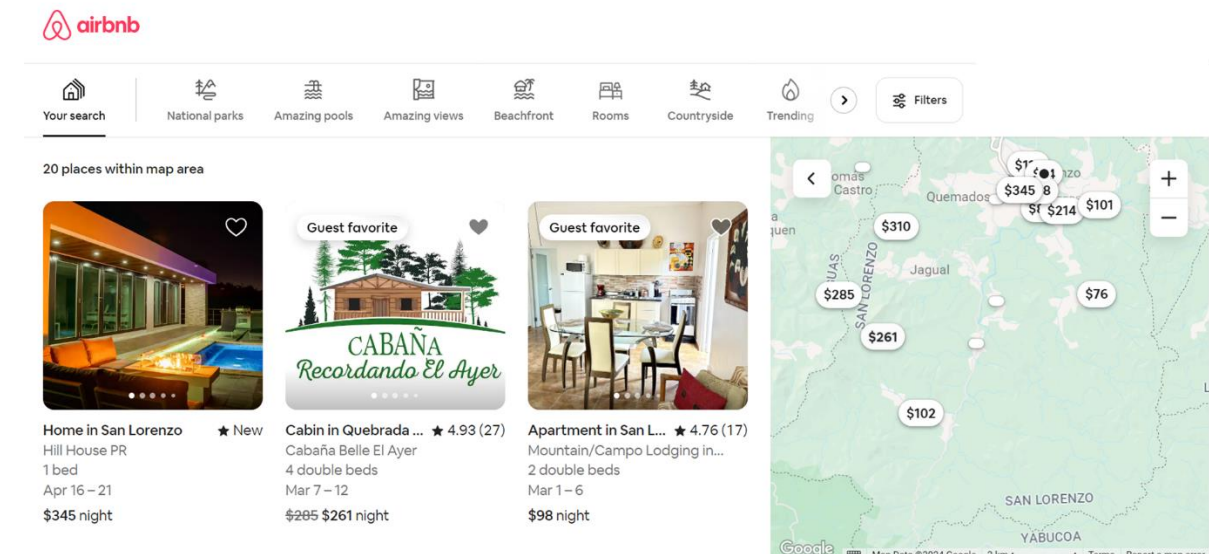 airbnb
Your search
National parks
Amazing pools
Amazing views
Beachfront
Rooms
Countryside
Trending
Filters
20 places within map area
Guest favorite
CABAÑA
Recordando El Ayer
Guest favorite
Home in San Lorenzo ★ New
Hill House PR
1 bed
Apr 16 – 21
$345 night
Cabin in Quebrada ... ★ 4.93 (27)
Cabaña Belle El Ayer
4 double beds
Mar 7 – 12
$285 $261 night
Apartment in San L... ★ 4.76 (17)
Mountain/Campo Lodging in...
2 double beds
Mar 1 – 6
$98 night
Castro
Quemados
$345
$214
$101
$310
Jagual
$285
SAN LORENZO
$76
$261
$102
SAN LORENZO
YABUCOA
Google